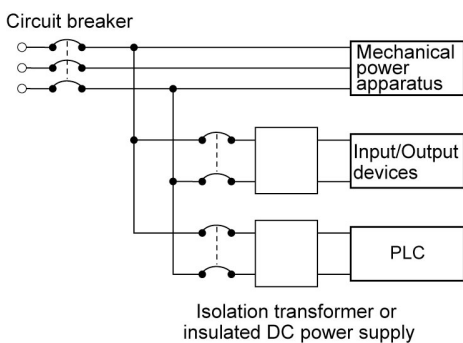 Circuit breaker
Mechanical
power
apparatus
Input/Output
devices
PLC
Isolation transformer or
insulated DC power supply